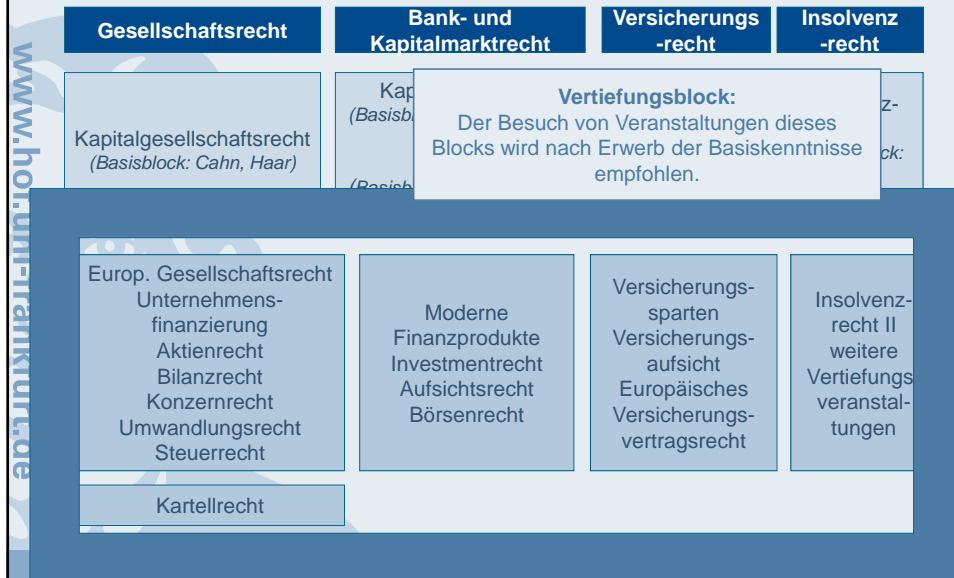 Gesellschaftsrecht
Bank- und
Kapitalmarktrecht
Versicherungs
-recht
Insolvenz
-recht
Kapitalgesellschaftsrecht
(Basisblock: Cahn, Haar)
Vertiefungsblock:
Der Besuch von Veranstaltungen dieses
Blocks wird nach Erwerb der Basiskenntnisse
empfohlen.
Europ. Gesellschaftsrecht
Unternehmens-
finanzierung
Aktienrecht
Bilanzrecht
Konzernrecht
Umwandlungsrecht
Steuerrecht
Kartellrecht
Moderne
Finanzprodukte
Investmentrecht
Aufsichtsrecht
Börsenrecht
Versicherungs-
sparten
Versicherungs-
aufsicht
Europäisches
Versicherungs-
vertragsrecht
Insolvenz-
recht II
weitere
Vertiefungs
veranstal-
tungen